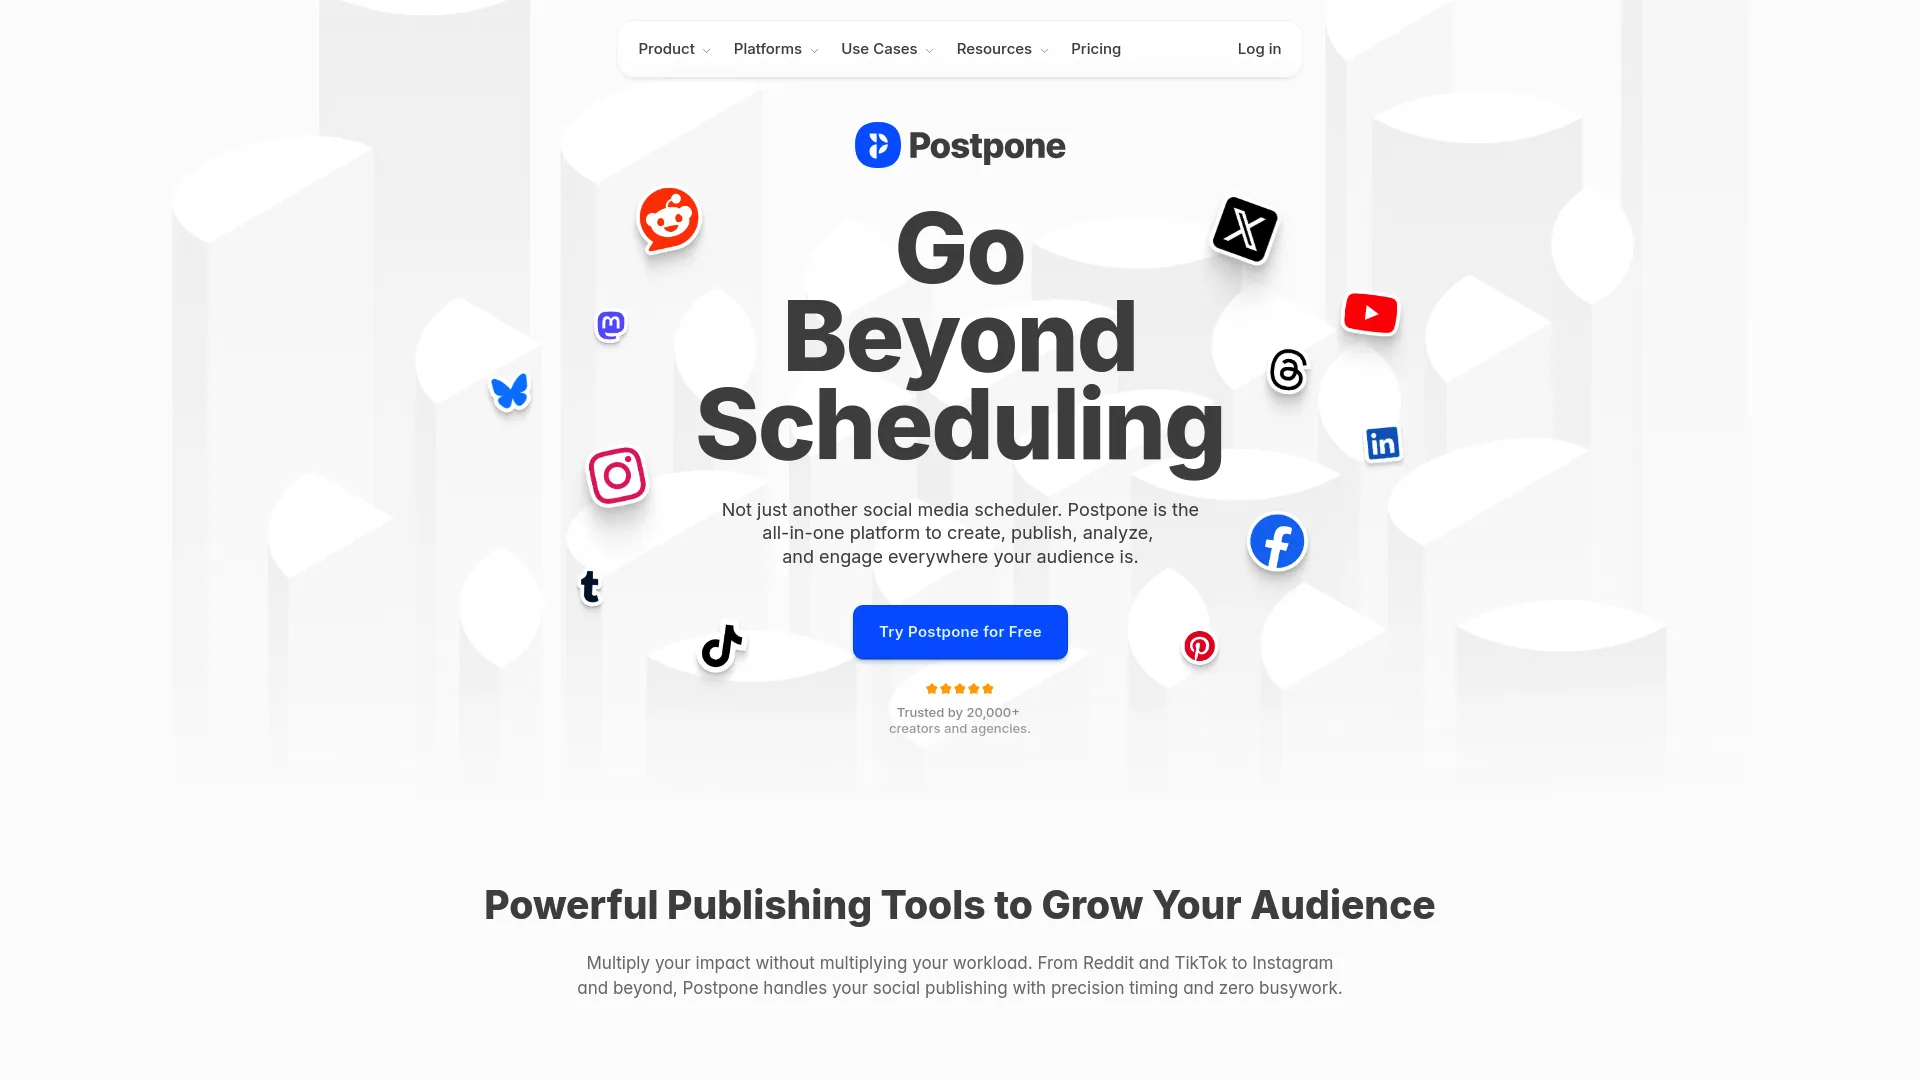 Product
Platforms
Use Cases
Resources
Pricing
Log in
Postpone
Go
Beyond
Scheduling
Not just another social media scheduler. Postpone is the
all-in-one platform to create, publish, analyze,
and engage everywhere your audience is.
Try Postpone for Free
Trusted by 20,000+
creators and agencies.
Powerful Publishing Tools to Grow Your Audience
Multiply your impact without multiplying your workload. From Reddit and TikTok to Instagram
and beyond, Postpone handles your social publishing with precision timing and zero busywork.